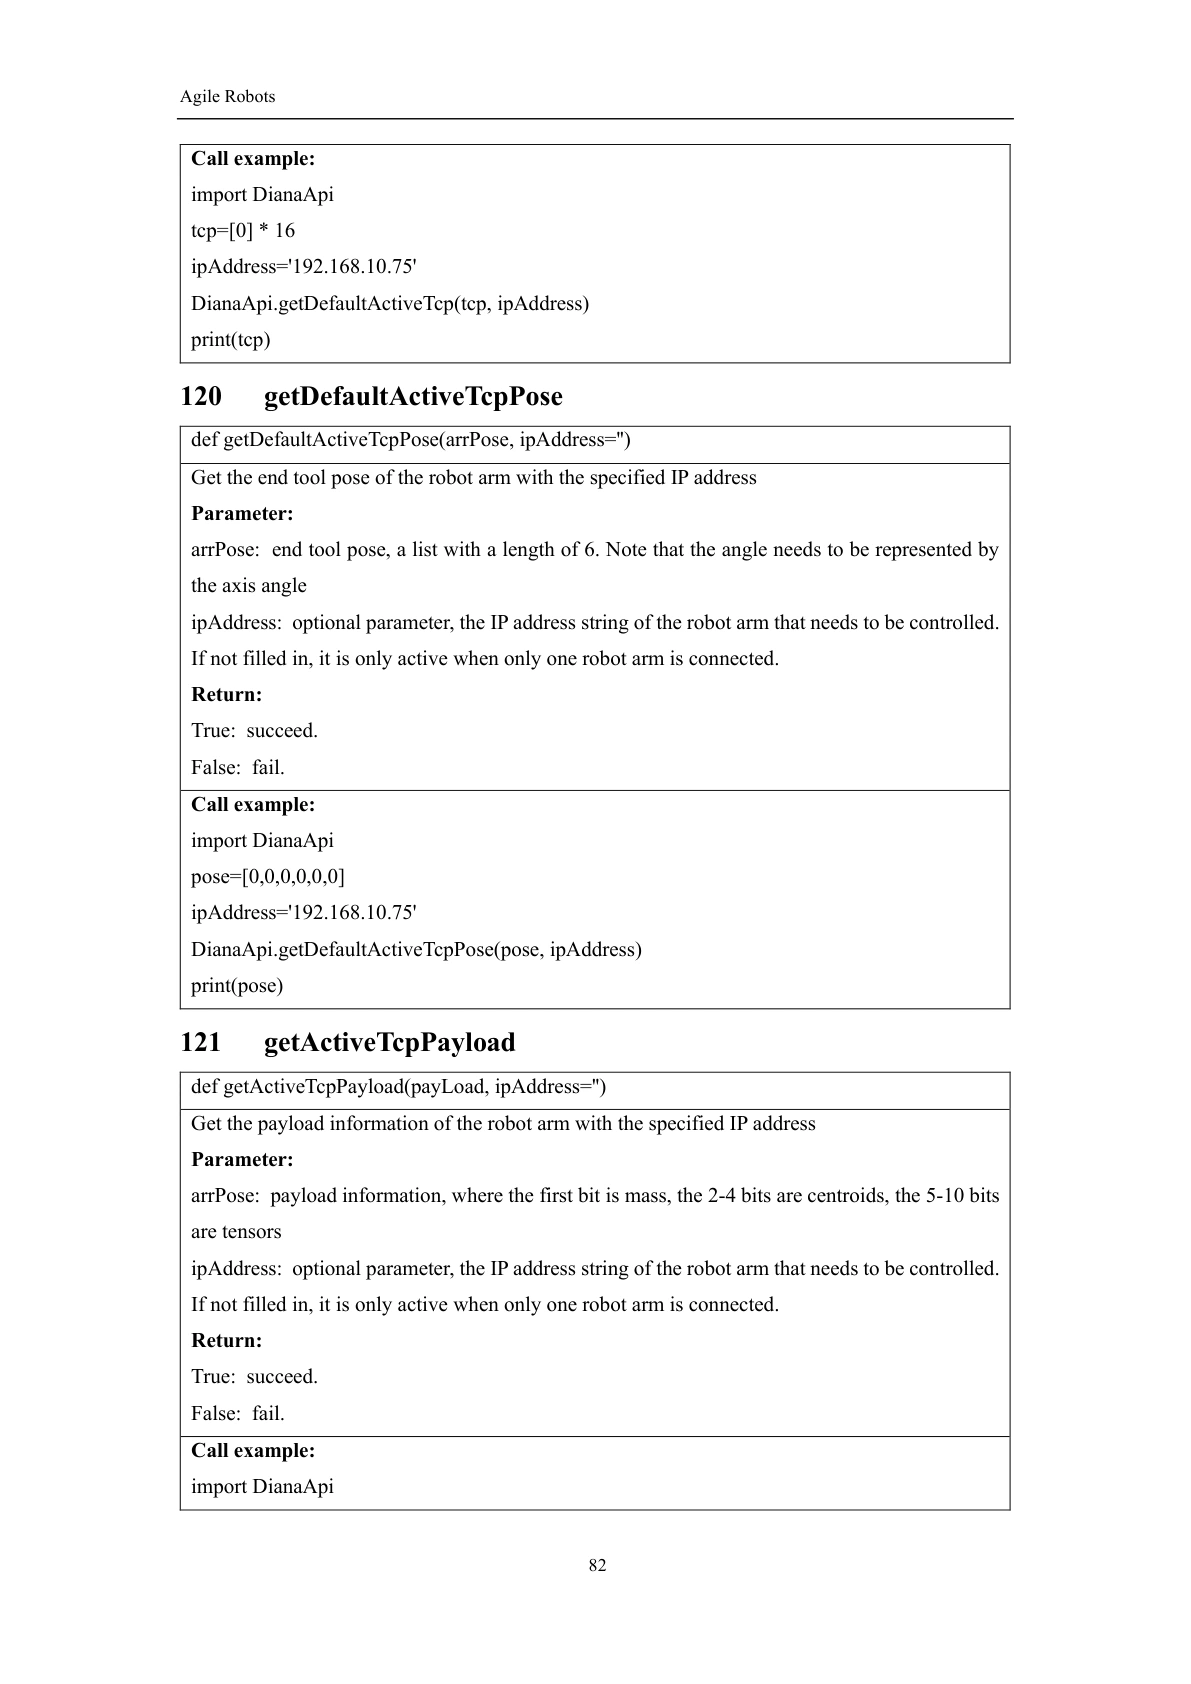 Agile Robots
Call example:
import DianaApi
tcp=[0] * 16
ipAddress='192.168.10.75'
DianaApi.getDefaultActiveTcp(tcp, ipAddress)
print(tcp)
120 getDefaultActiveTcpPose
def getDefaultActiveTcpPose(arrPose, ipAddress='')
Get the end tool pose of the robot arm with the specified IP address
Parameter:
arrPose: end tool pose, a list with a length of 6. Note that the angle needs to be represented by
the axis angle
ipAddress: optional parameter, the IP address string of the robot arm that needs to be controlled.
If not filled in, it is only active when only one robot arm is connected.
Return:
True: succeed.
False: fail.
Call example:
import DianaApi
pose=[0,0,0,0,0,0]
ipAddress='192.168.10.75'
DianaApi.getDefaultActiveTcpPose(pose, ipAddress)
print(pose)
121 getActiveTcpPayload
def getActiveTcpPayload(payLoad, ipAddress='')
Get the payload information of the robot arm with the specified IP address
Parameter:
arrPose: payload information, where the first bit is mass, the 2-4 bits are centroids, the 5-10 bits
are tensors
ipAddress: optional parameter, the IP address string of the robot arm that needs to be controlled.
If not filled in, it is only active when only one robot arm is connected.
Return:
True: succeed.
False: fail.
Call example:
import DianaApi
82